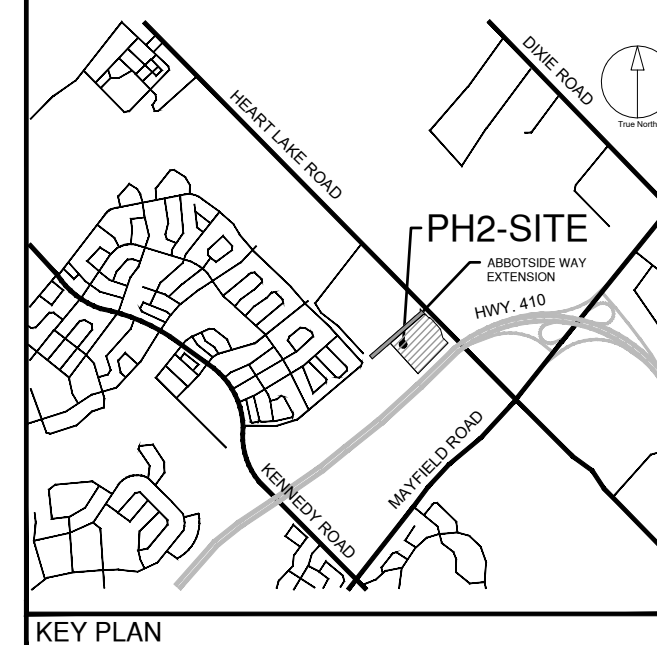 DIXIE ROAD
True North
HEART LAKE ROAD
PH2-SITE
ABBOTSIDE WAY
EXTENSION
HWY. 410
MAYFIELD ROAD
KENNEDY ROAD
KEY PLAN